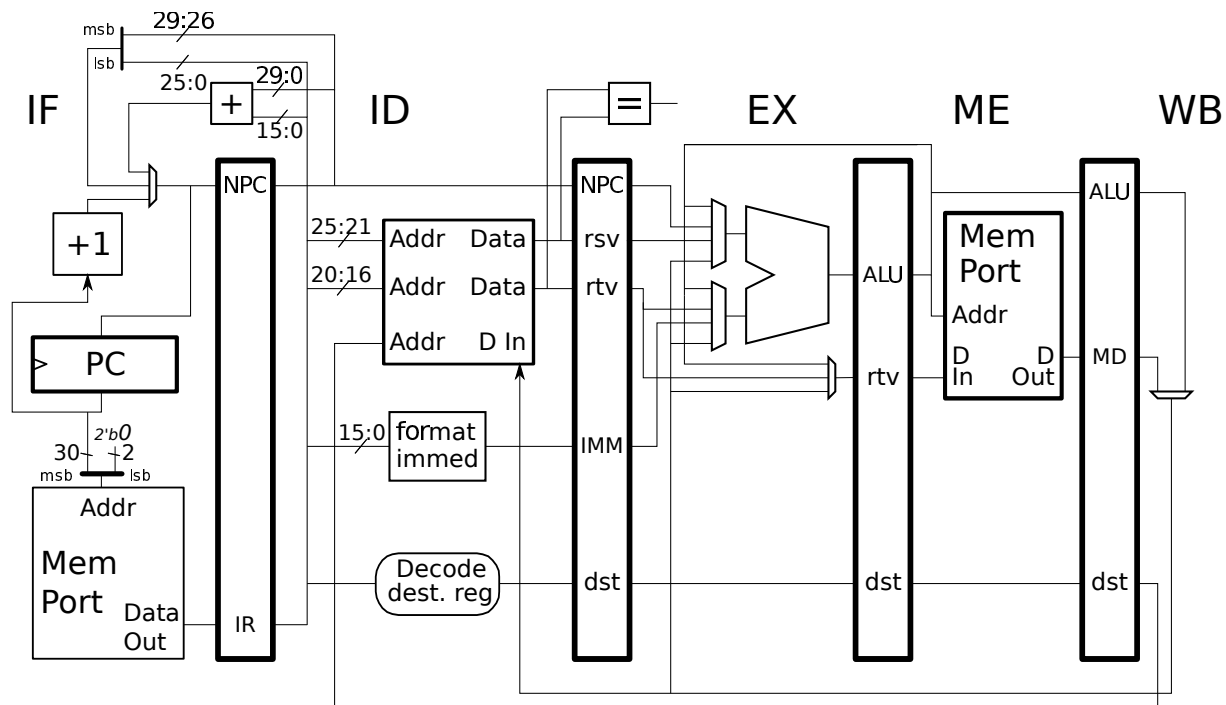 msb
29:26
lsb
25:0
29:0
+
15:0
IF
ID
=
EX
ME
WB
NPC
NPC
ALU
+1
25:21
Addr
Data
rsv
Mem
Port
20:16
Addr
Data
rtv
ALU
Addr
Addr
D In
PC
D
In
D
Out
MD
rtv
2'b0
30
2
msb
lsb
15:0
format
immed
IMM
Addr
Mem
Port
Data
Out
IR
Decode
dest. reg
dst
dst
dst